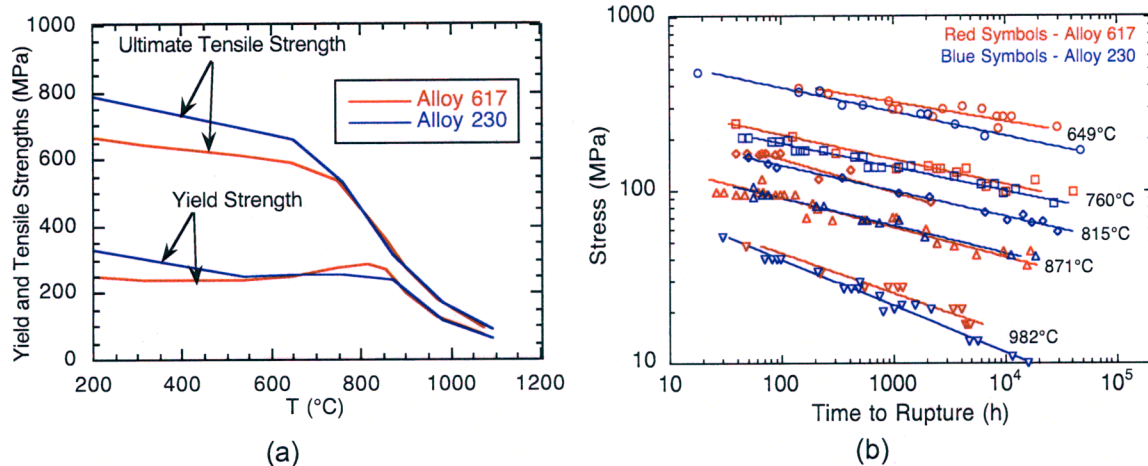 Yield and Tensile Strengths (MPa)
1000
800
600
400
200
0
Ultimate Tensile Strength
Alloy 617
Alloy 230
Yield Strength
200 400 600 800 1000 1200
T (°C)
(a)
Stress (MPa)
1000
100
10
Red Symbols - Alloy 617
Blue Symbols - Alloy 230
649°C
760°C
815°C
871°C
982°C
10 100 1000 10⁴ 10⁵
Time to Rupture (h)
(b)